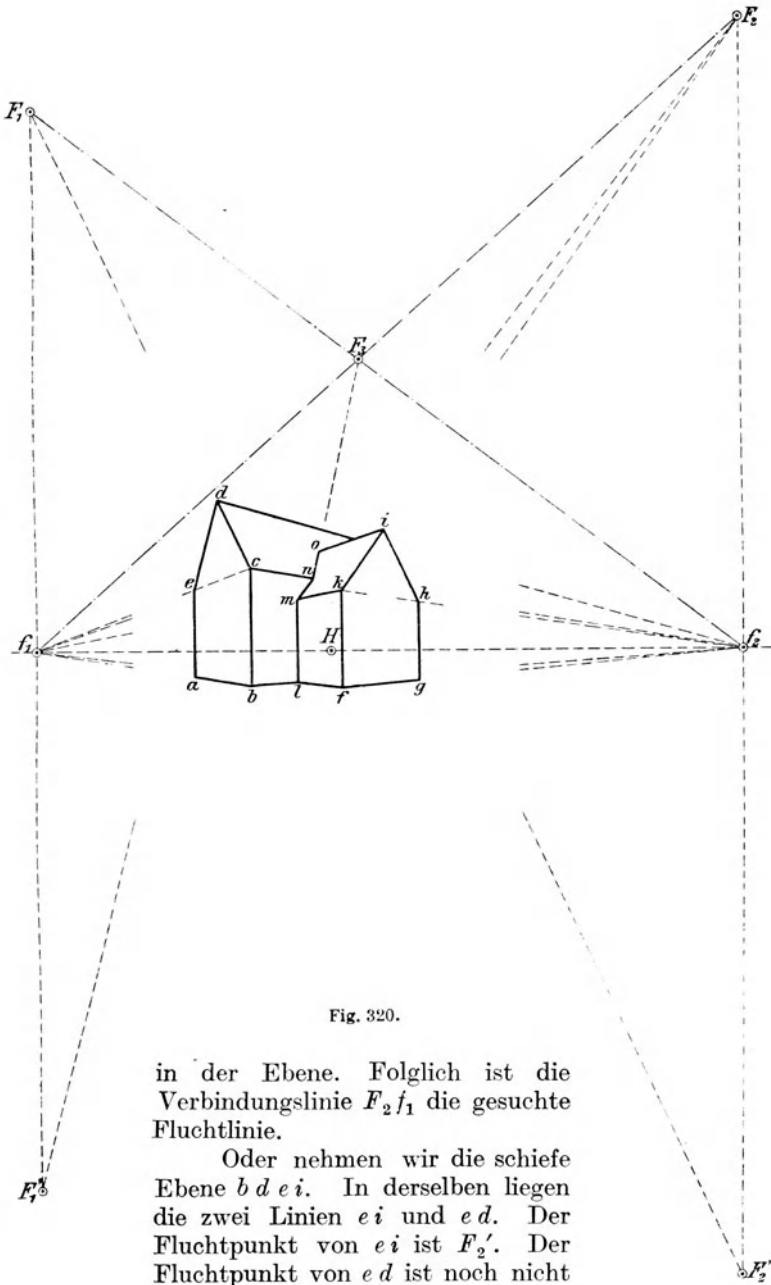 F₂
F₁
F₃
d
i
o
e
c
n
k
h
m
f₁
H
f₂
a
b
l
f
g
Fig. 320.
in der Ebene. Folglich ist die
Verbindungslinie F₂f₁ die gesuchte
Fluchtlinie.
Oder nehmen wir die schiefe
Ebene b d e i. In derselben liegen
die zwei Linien e i und e d. Der
F₁'
Fluchtpunkt von e i ist F₂'. Der
Fluchtpunkt von e d ist noch nicht
F₂'